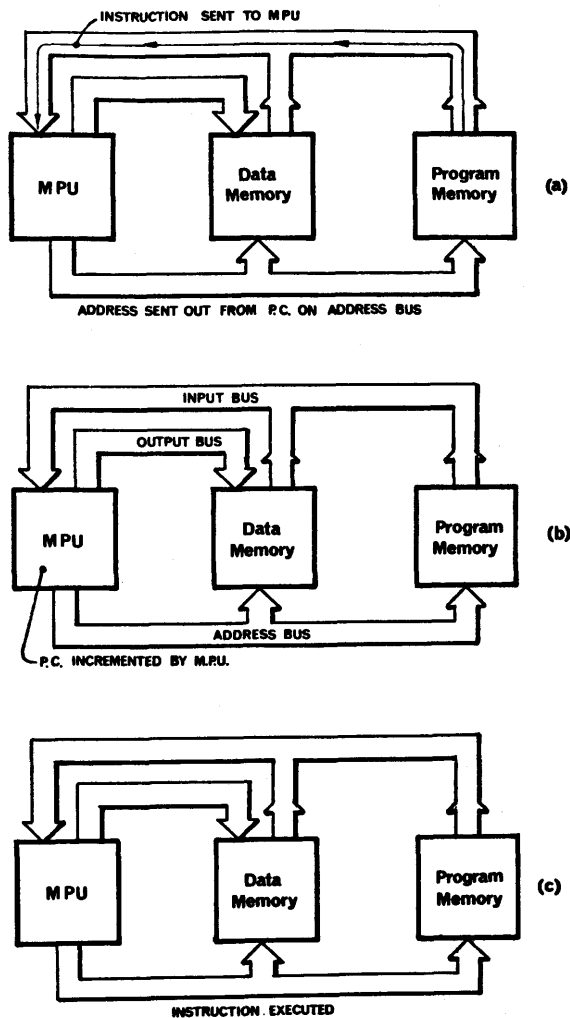 INSTRUCTION SENT TO MPU
MPU
Data
Memory
Program
Memory
(a)
ADDRESS SENT OUT FROM P.C. ON ADDRESS BUS
INPUT BUS
OUTPUT BUS
MPU
Data
Memory
Program
Memory
(b)
ADDRESS BUS
P.C. INCREMENTED BY M.P.U.
MPU
Data
Memory
Program
Memory
(c)
INSTRUCTION EXECUTED